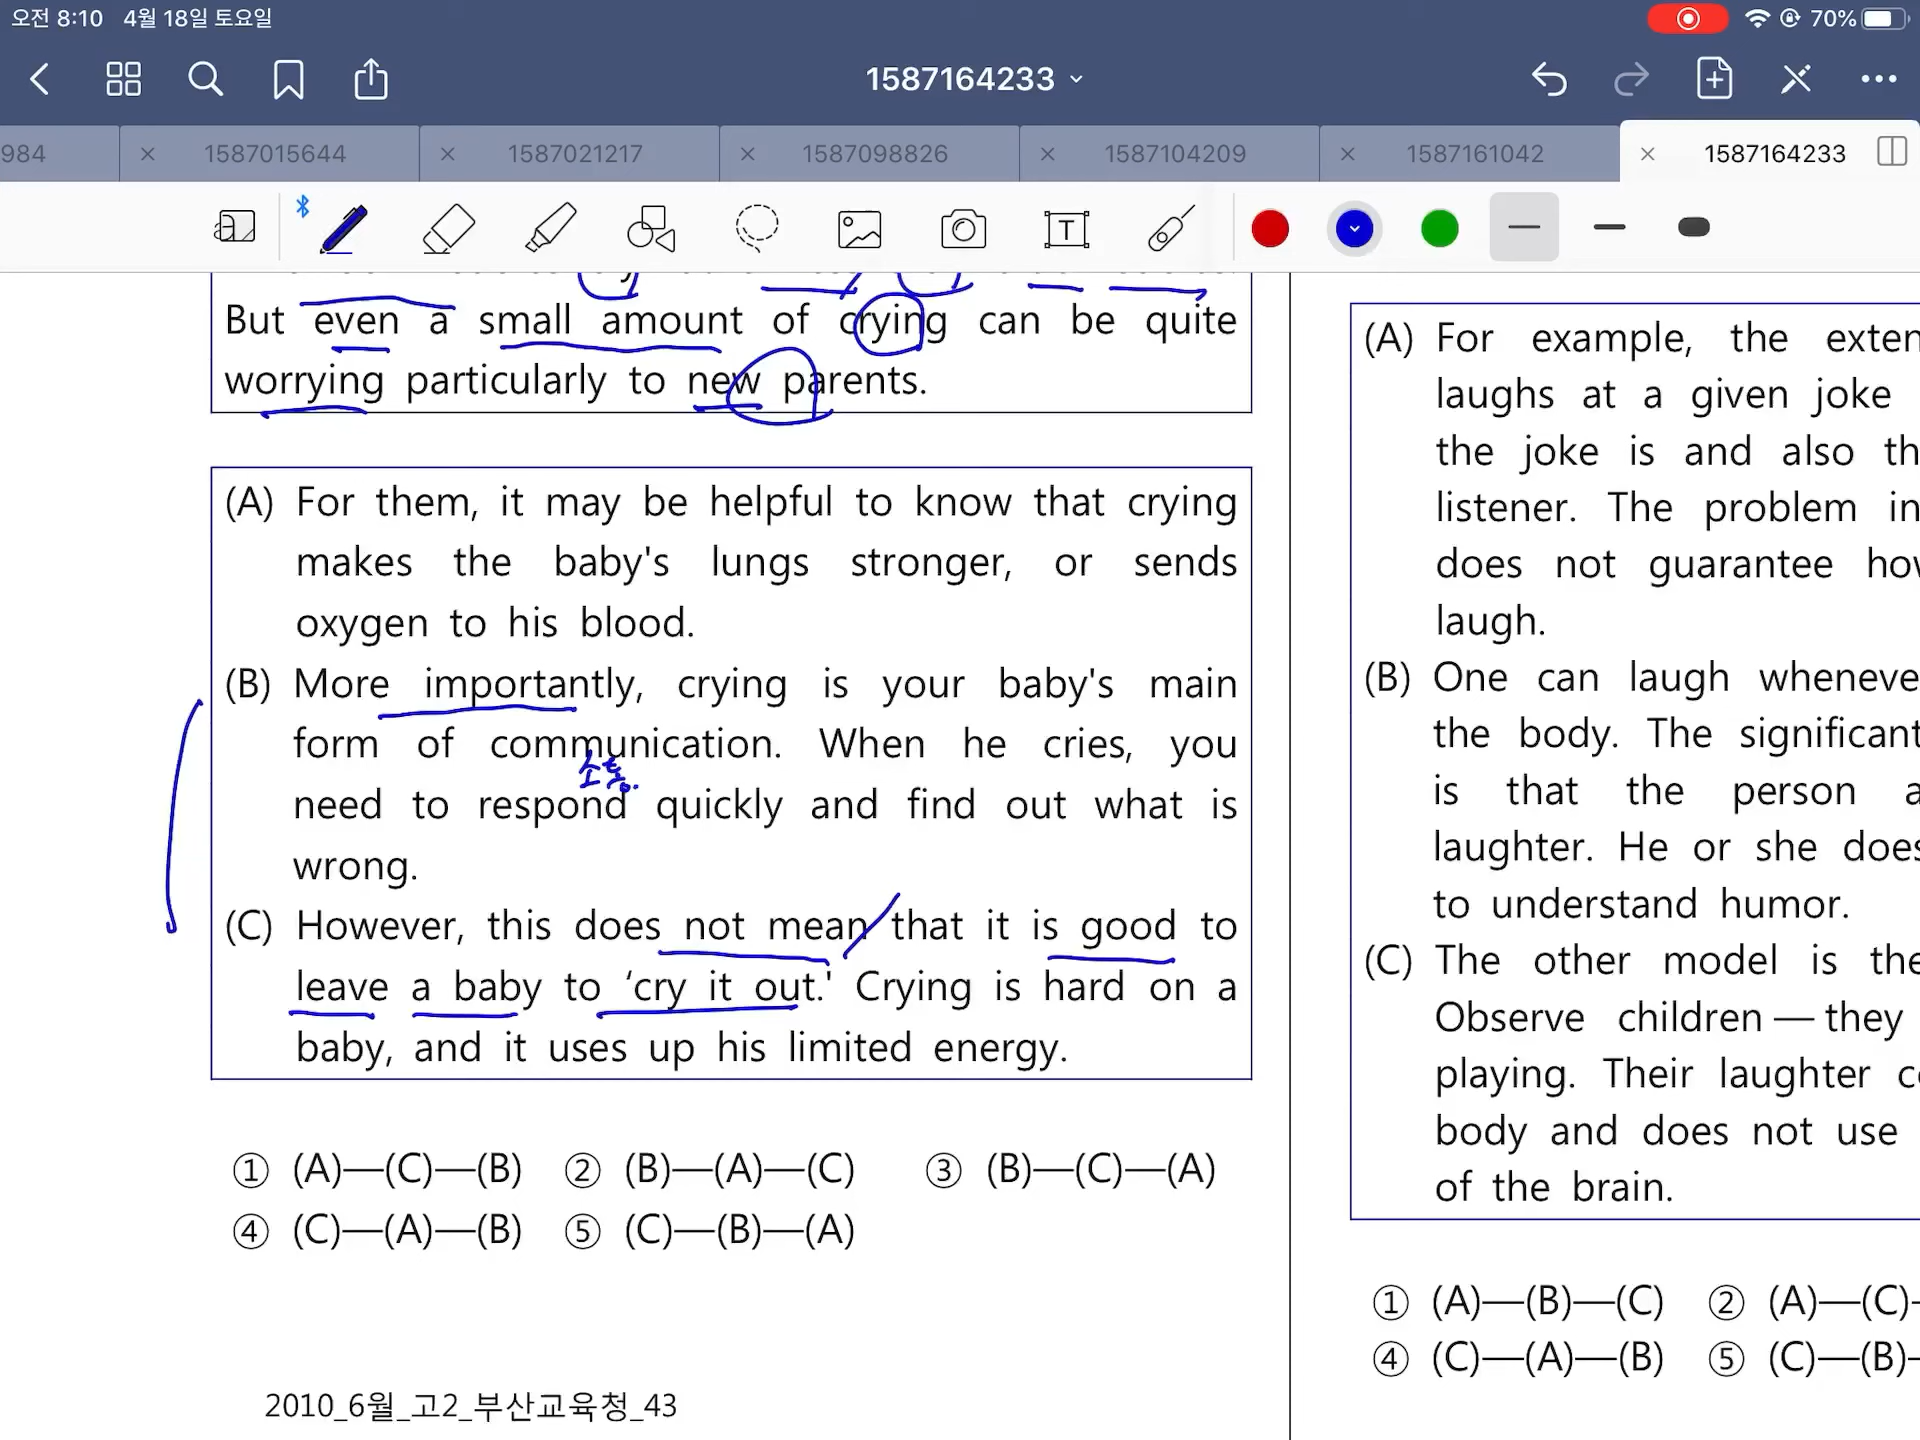 오전 8:10 4월 18일 토요일
70%
1587164233
984
1587015644
1587021217
1587098826
1587104209
1587161042
1587164233
But even a small amount of crying can be quite
worrying particularly to new parents.
(A) For them, it may be helpful to know that crying
makes the baby's lungs stronger, or sends
oxygen to his blood.
(B) More importantly, crying is your baby's main
form of communication. When he cries, you
소통
need to respond quickly and find out what is
wrong.
(C) However, this does not mean that it is good to
leave a baby to ‘cry it out.' Crying is hard on a
baby, and it uses up his limited energy.
① (A)—(C)—(B) ② (B)—(A)—(C) ③ (B)—(C)—(A)
④ (C)—(A)—(B) ⑤ (C)—(B)—(A)
2010_6월_고2_부산교육청_43
(A) For example, the exten
laughs at a given joke
the joke is and also th
listener. The problem in
does not guarantee how
laugh.
(B) One can laugh wheneve
the body. The significant
is that the person a
laughter. He or she does
to understand humor.
(C) The other model is the
Observe children — they
playing. Their laughter co
body and does not use
of the brain.
① (A)—(B)—(C) ② (A)—(C)—
④ (C)—(A)—(B) ⑤ (C)—(B)—